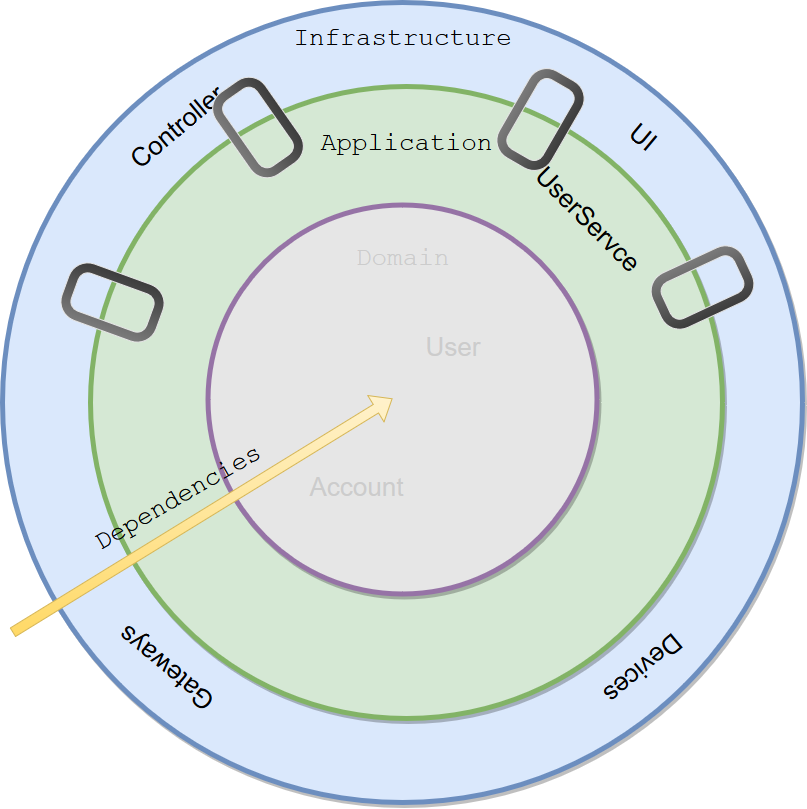 Infrastructure
Controller
Application
UI
UserServce
Domain
User
Dependencies
Account
Gateways
Devices